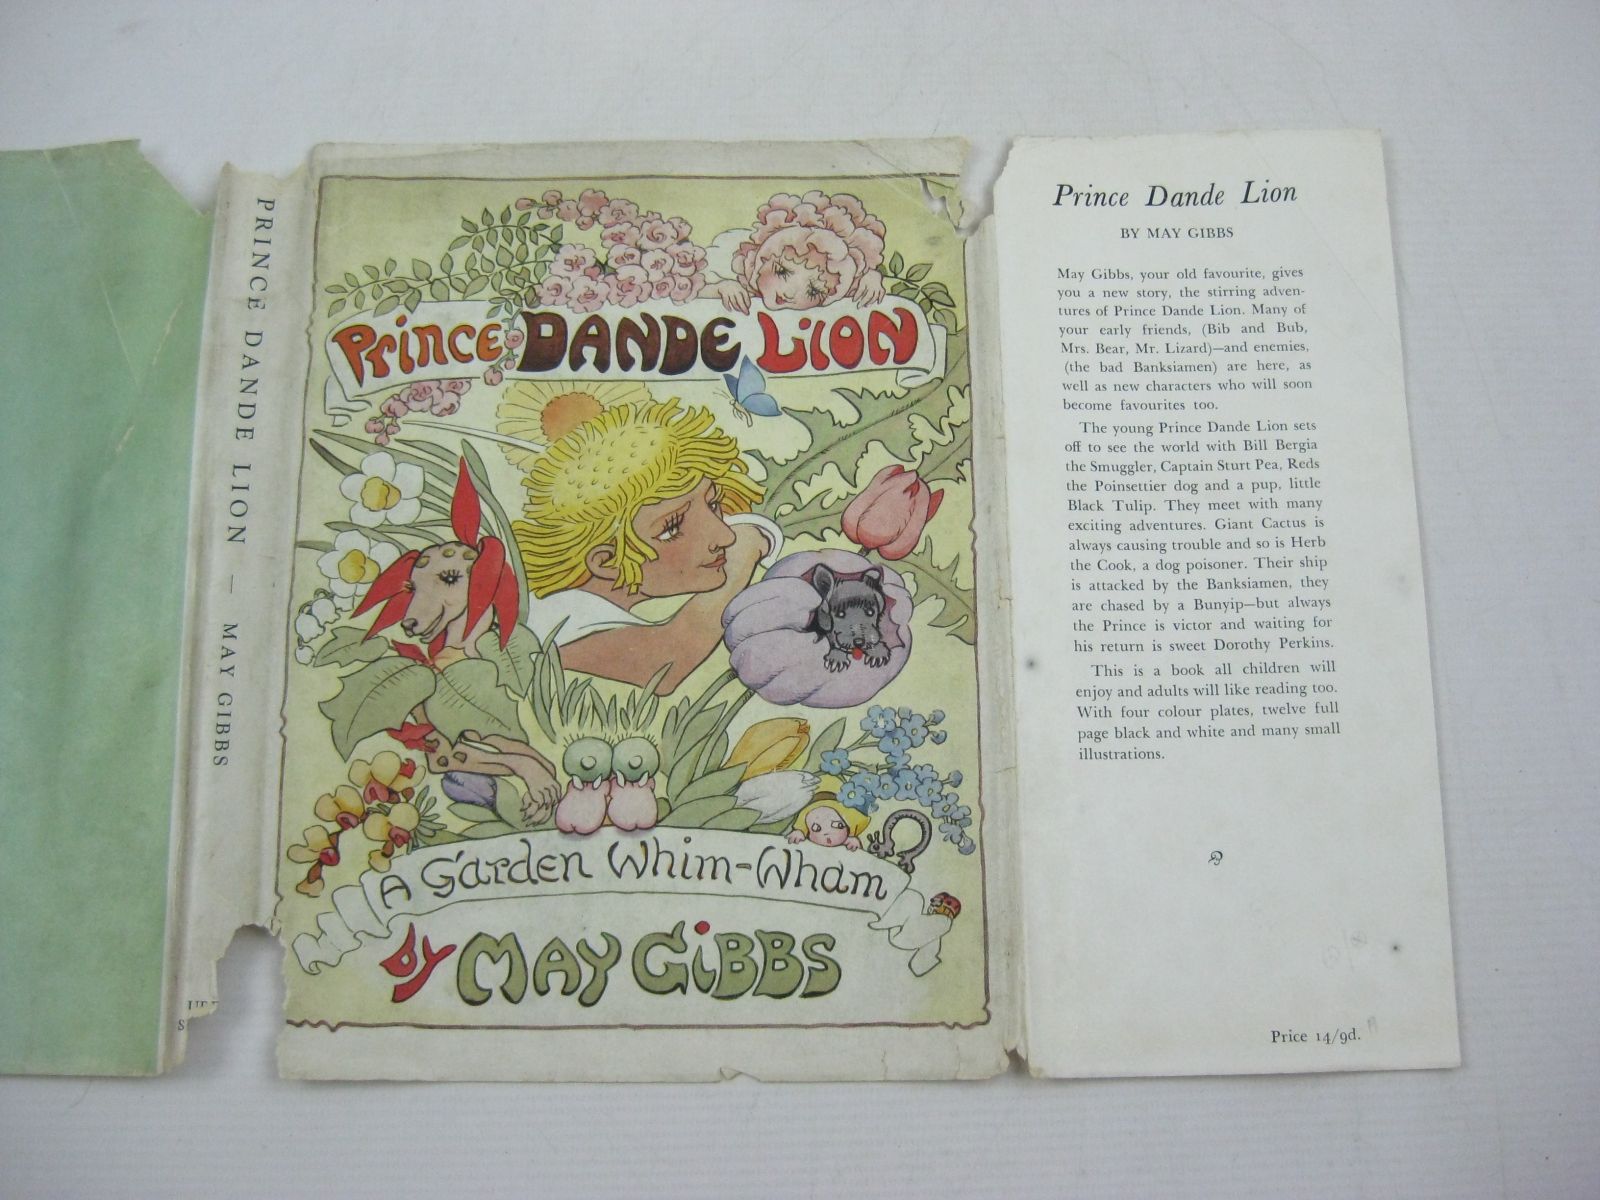 PRINCE DANDE LION — MAY GIBBS
Prince DANDE LION
A Garden Whim-Wham
by MAY GIBBS
Prince Dande Lion
BY MAY GIBBS
May Gibbs, your old favourite, gives
you a new story, the stirring adven-
tures of Prince Dande Lion. Many of
your early friends, (Bib and Bub,
Mrs. Bear, Mr. Lizard)—and enemies,
(the bad Banksiamen) are here, as
well as new characters who will soon
become favourites too.
The young Prince Dande Lion sets
off to see the world with Bill Bergia
the Smuggler, Captain Sturt Pea, Reds
the Poinsettier dog and a pup, little
Black Tulip. They meet with many
exciting adventures. Giant Cactus is
always causing trouble and so is Herb
the Cook, a dog poisoner. Their ship
is attacked by the Banksiamen, they
are chased by a Bunyip—but always
the Prince is victor and waiting for
his return is sweet Dorothy Perkins.
This is a book all children will
enjoy and adults will like reading too.
With four colour plates, twelve full
page black and white and many small
illustrations.
Price 14/9d.